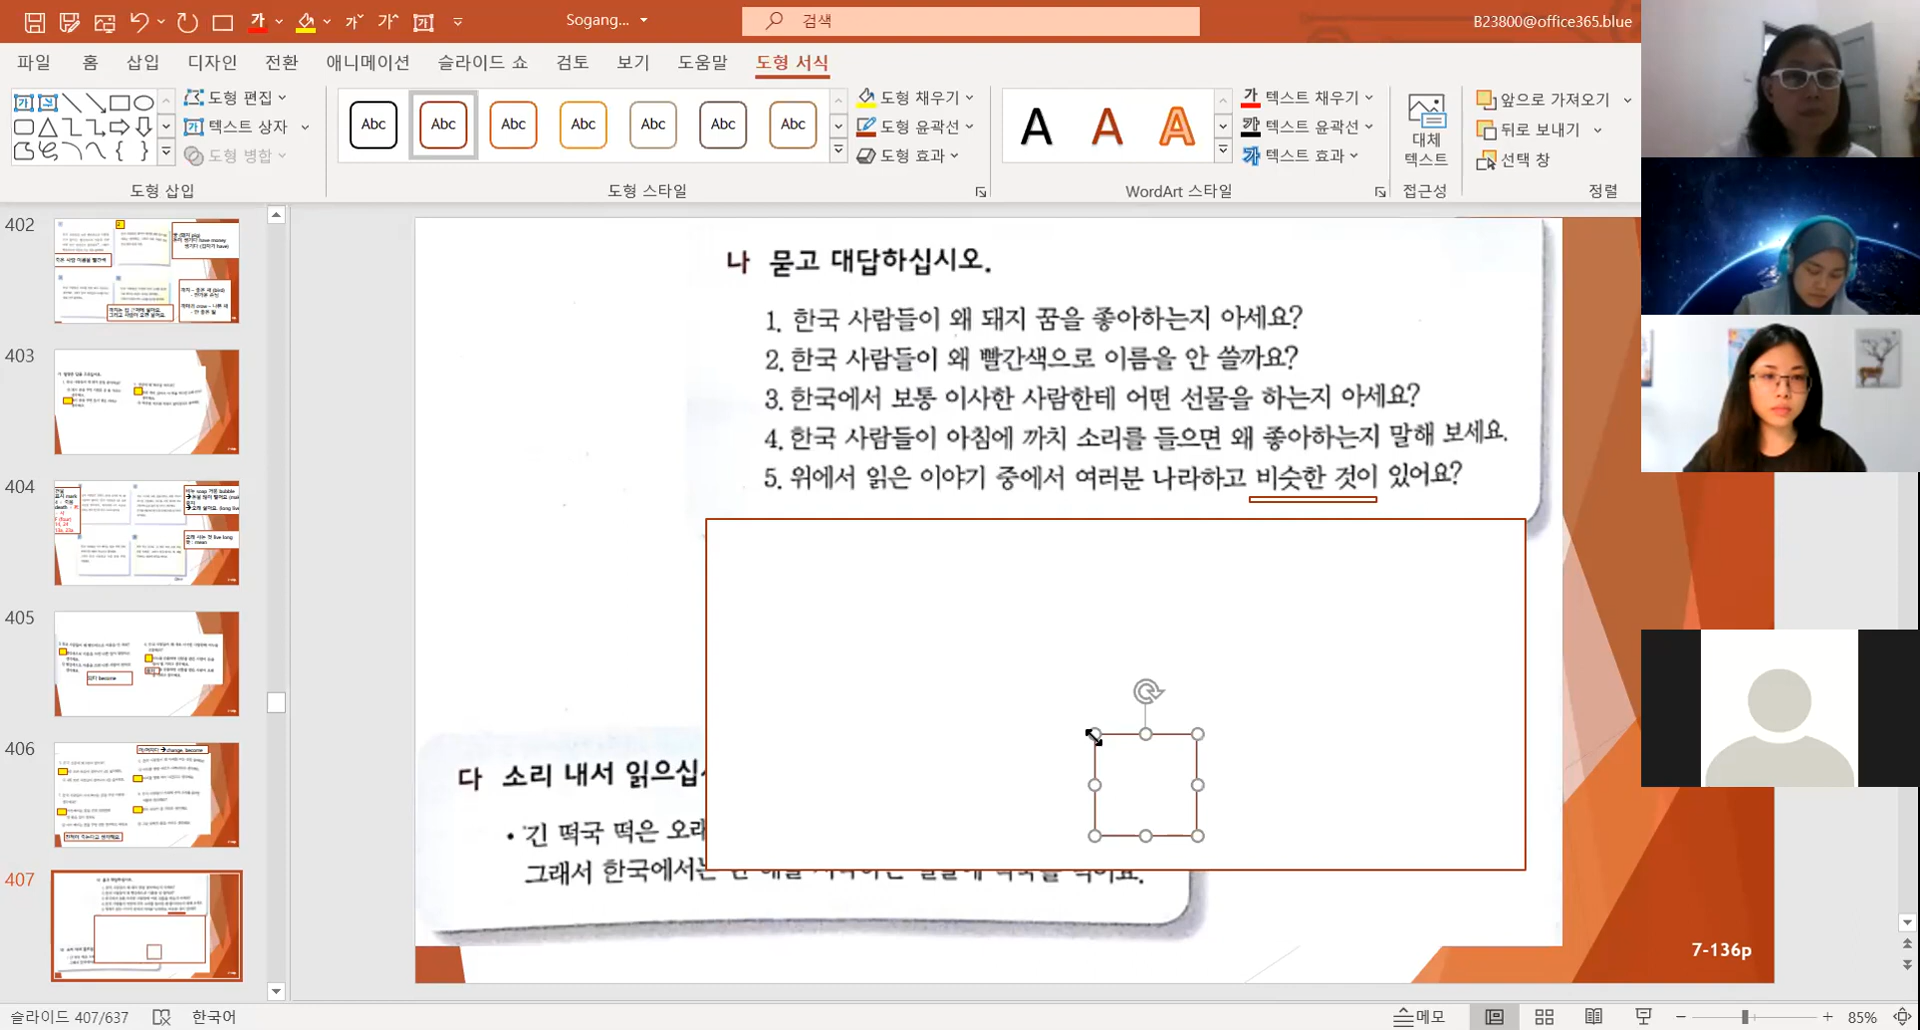 Sogang...
검색
B23800@office365.blue
파일 홈 삽입 디자인 전환 애니메이션 슬라이드 쇼 검토 보기 도움말 도형 서식
도형 편집
텍스트 상자
도형 병합
도형 삽입
Abc Abc Abc Abc Abc Abc Abc
도형 채우기
도형 윤곽선
도형 효과
도형 스타일
A A A
텍스트 채우기
텍스트 윤곽선
텍스트 효과
WordArt 스타일
대체
텍스트
접근성
앞으로 가져오기
뒤로 보내기
선택 창
정렬
402
403
404
405
406
407
나 묻고 대답하십시오.
1. 한국 사람들이 왜 돼지 꿈을 좋아하는지 아세요?
2. 한국 사람들이 왜 빨간색으로 이름을 안 쓸까요?
3. 한국에서 보통 이사한 사람한테 어떤 선물을 하는지 아세요?
4. 한국 사람들이 아침에 까치 소리를 들으면 왜 좋아하는지 말해 보세요.
5. 위에서 읽은 이야기 중에서 여러분 나라하고 비슷한 것이 있어요?
다 소리 내서 읽으십
• 긴 떡국 떡은 오래
그래서 한국에서는
7-136p
슬라이드 407/637 한국어
메모
85%